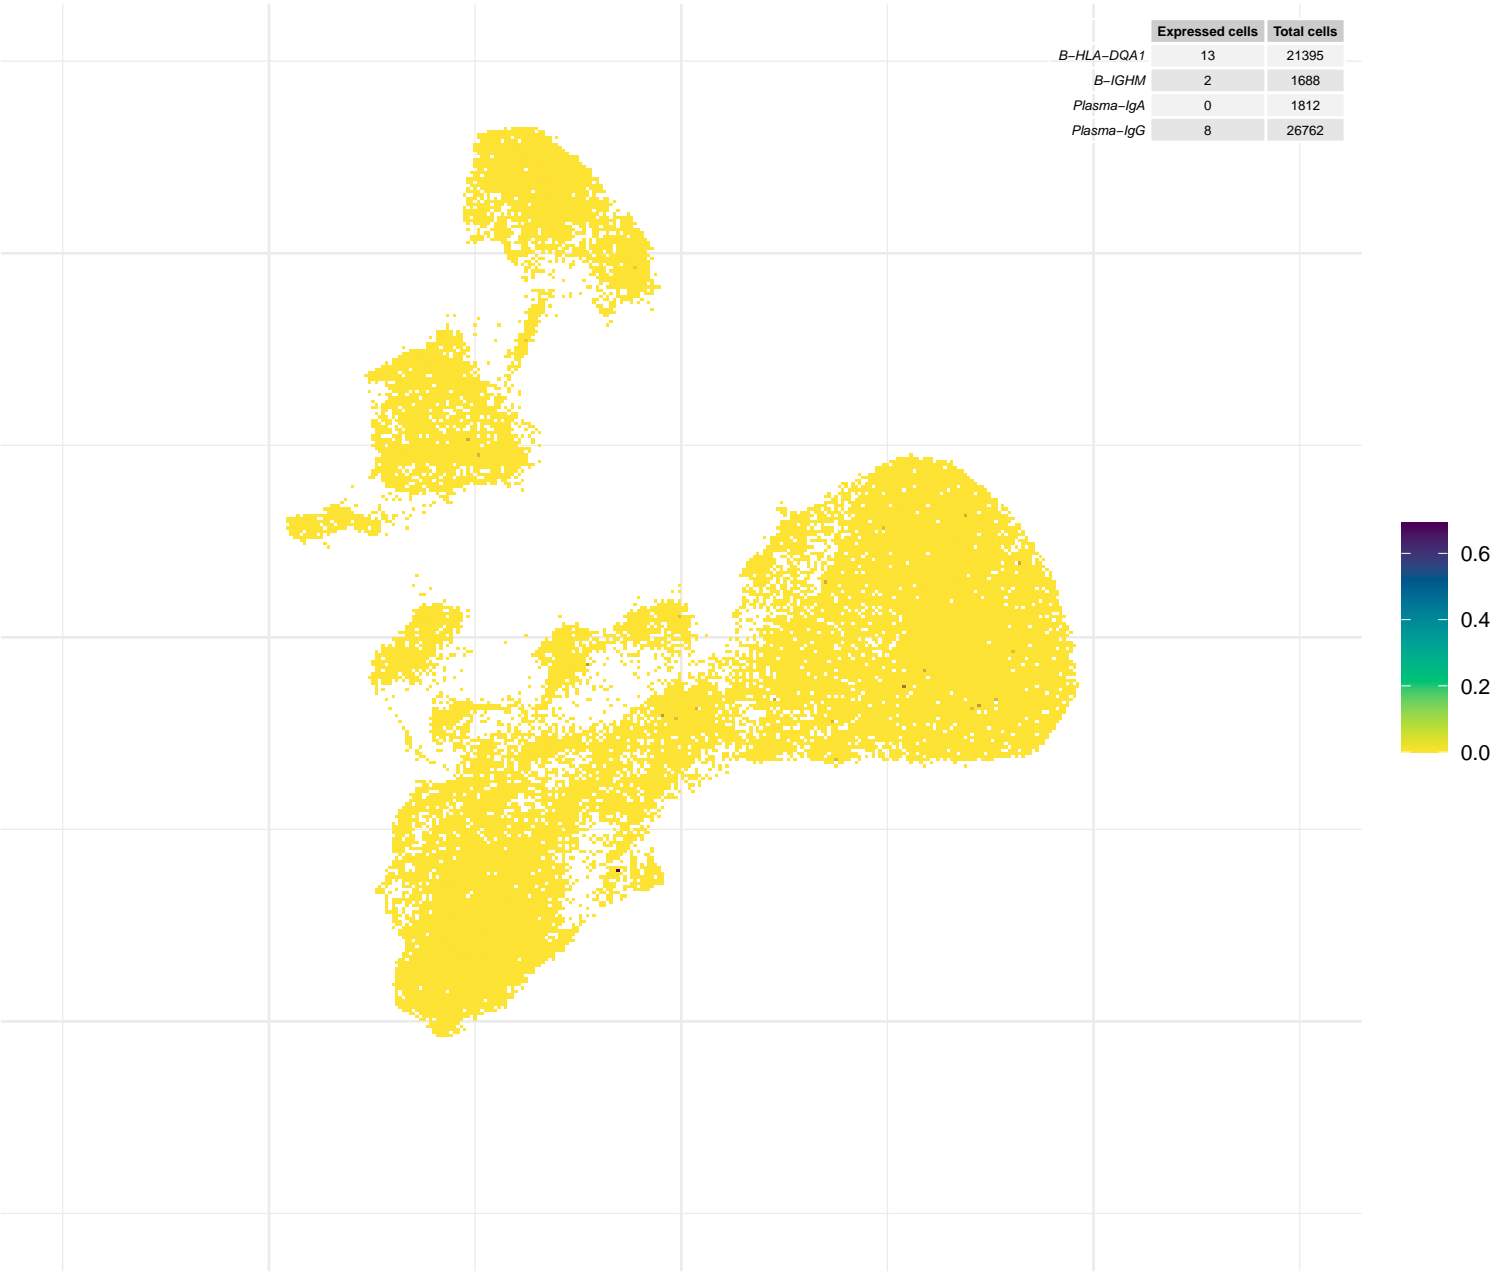 Expressed cells Total cells
B−HLA−DQA1 13 21395
B−IGHM 2 1688
Plasma−IgA 0 1812
Plasma−IgG 8 26762
0.6
0.4
0.2
0.0